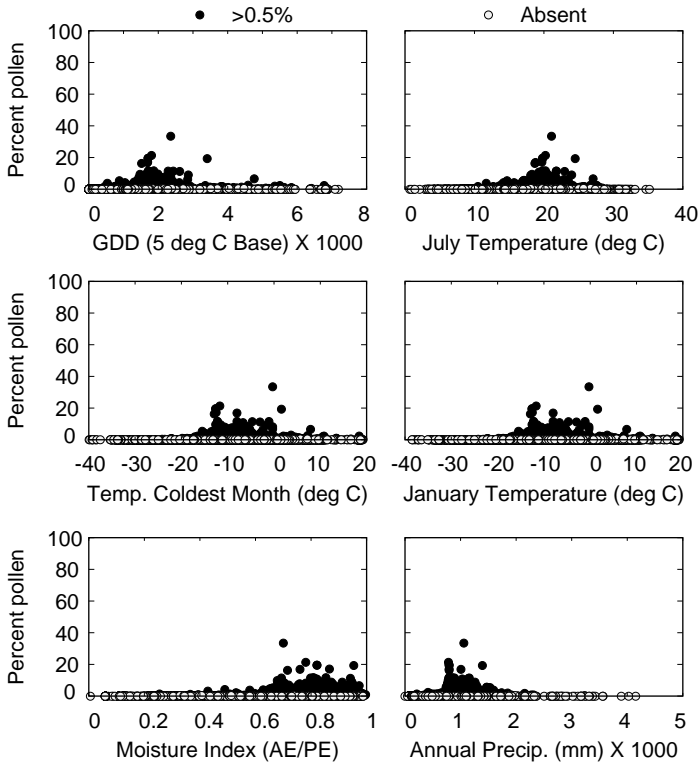 >0.5% Absent
100
80
60
40
20
0
Percent pollen
0 2 4 6 8
GDD (5 deg C Base) X 1000
0 10 20 30 40
July Temperature (deg C)
100
80
60
40
20
0
Percent pollen
-40 -30 -20 -10 0 10 20
Temp. Coldest Month (deg C)
-40 -30 -20 -10 0 10 20
January Temperature (deg C)
100
80
60
40
20
0
Percent pollen
0 0.2 0.4 0.6 0.8 1
Moisture Index (AE/PE)
0 1 2 3 4 5
Annual Precip. (mm) X 1000